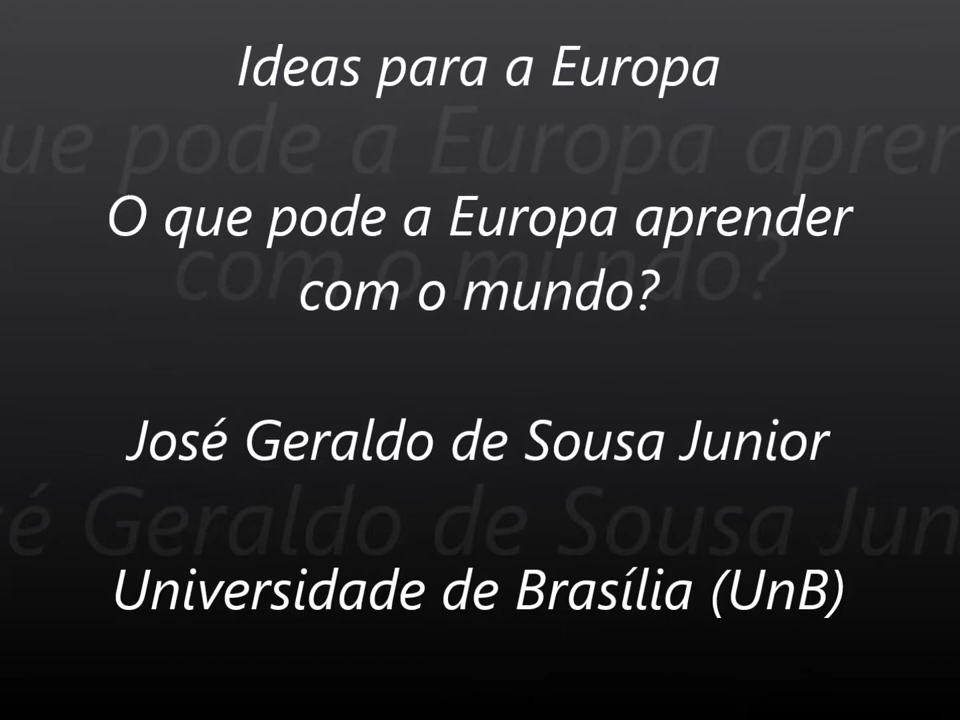 Ideas para a Europa
O que pode a Europa aprender
com o mundo?
José Geraldo de Sousa Junior
Universidade de Brasília (UnB)